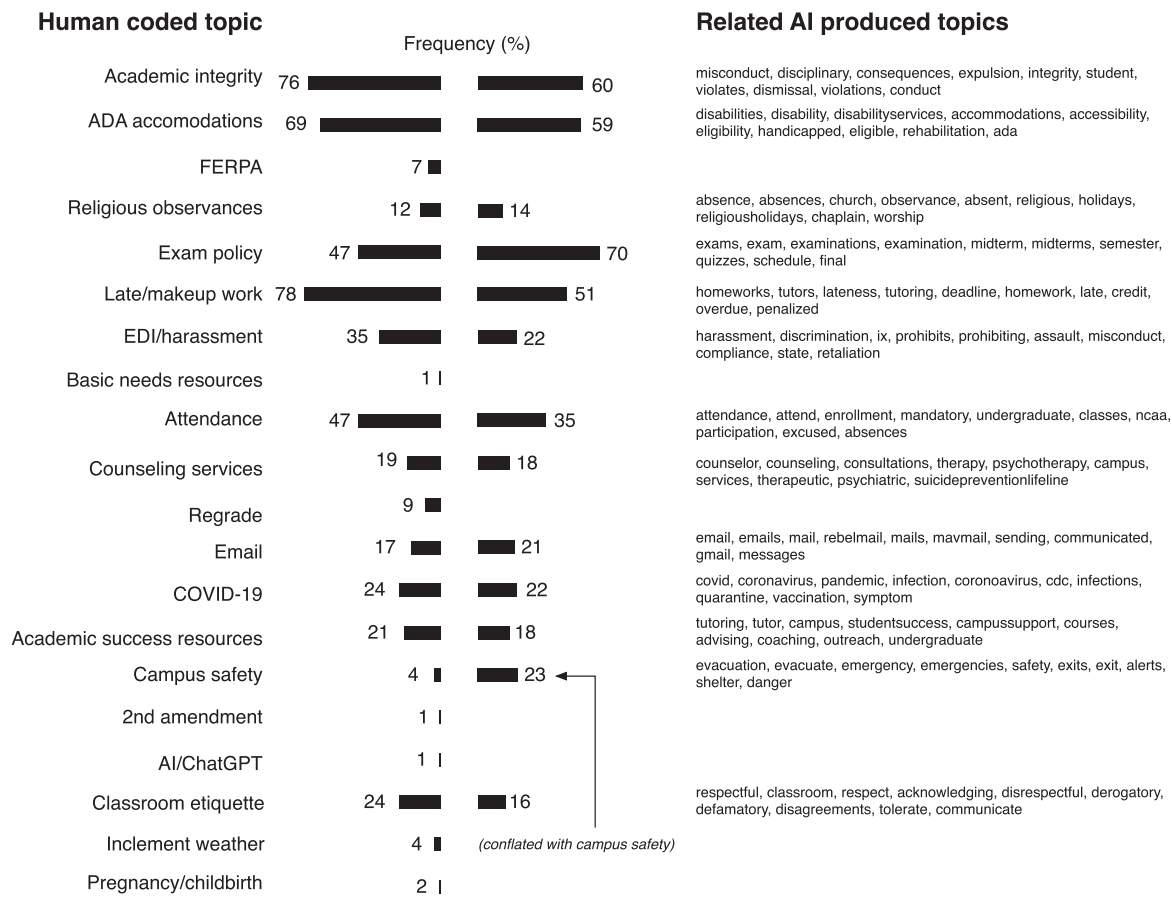 Human coded topic
Related AI produced topics
Frequency (%)
Academic integrity 76 60 misconduct, disciplinary, consequences, expulsion, integrity, student,
violates, dismissal, violations, conduct
ADA accomodations 69 59 disabilities, disability, disabilityservices, accommodations, accessibility,
eligibility, handicapped, eligible, rehabilitation, ada
FERPA 7
Religious observances 12 14 absence, absences, church, observance, absent, religious, holidays,
religiousholidays, chaplain, worship
Exam policy 47 70 exams, exam, examinations, examination, midterm, midterms, semester,
quizzes, schedule, final
Late/makeup work 78 51 homeworks, tutors, lateness, tutoring, deadline, homework, late, credit,
overdue, penalized
EDI/harassment 35 22 harassment, discrimination, ix, prohibits, prohibiting, assault, misconduct,
compliance, state, retaliation
Basic needs resources 1
Attendance 47 35 attendance, attend, enrollment, mandatory, undergraduate, classes, ncaa,
participation, excused, absences
Counseling services 19 18 counselor, counseling, consultations, therapy, psychotherapy, campus,
services, therapeutic, psychiatric, suicidepreventionlifeline
Regrade 9
Email 17 21 email, emails, mail, rebelmail, mails, mavmail, sending, communicated,
gmail, messages
COVID-19 24 22 covid, coronavirus, pandemic, infection, coronoavirus, cdc, infections,
quarantine, vaccination, symptom
Academic success resources 21 18 tutoring, tutor, campus, studentsuccess, campussupport, courses,
advising, coaching, outreach, undergraduate
Campus safety 4 23 evacuation, evacuate, emergency, emergencies, safety, exits, exit, alerts,
shelter, danger
2nd amendment 1
AI/ChatGPT 1
Classroom etiquette 24 16 respectful, classroom, respect, acknowledging, disrespectful, derogatory,
defamatory, disagreements, tolerate, communicate
Inclement weather 4 (conflated with campus safety)
Pregnancy/childbirth 2